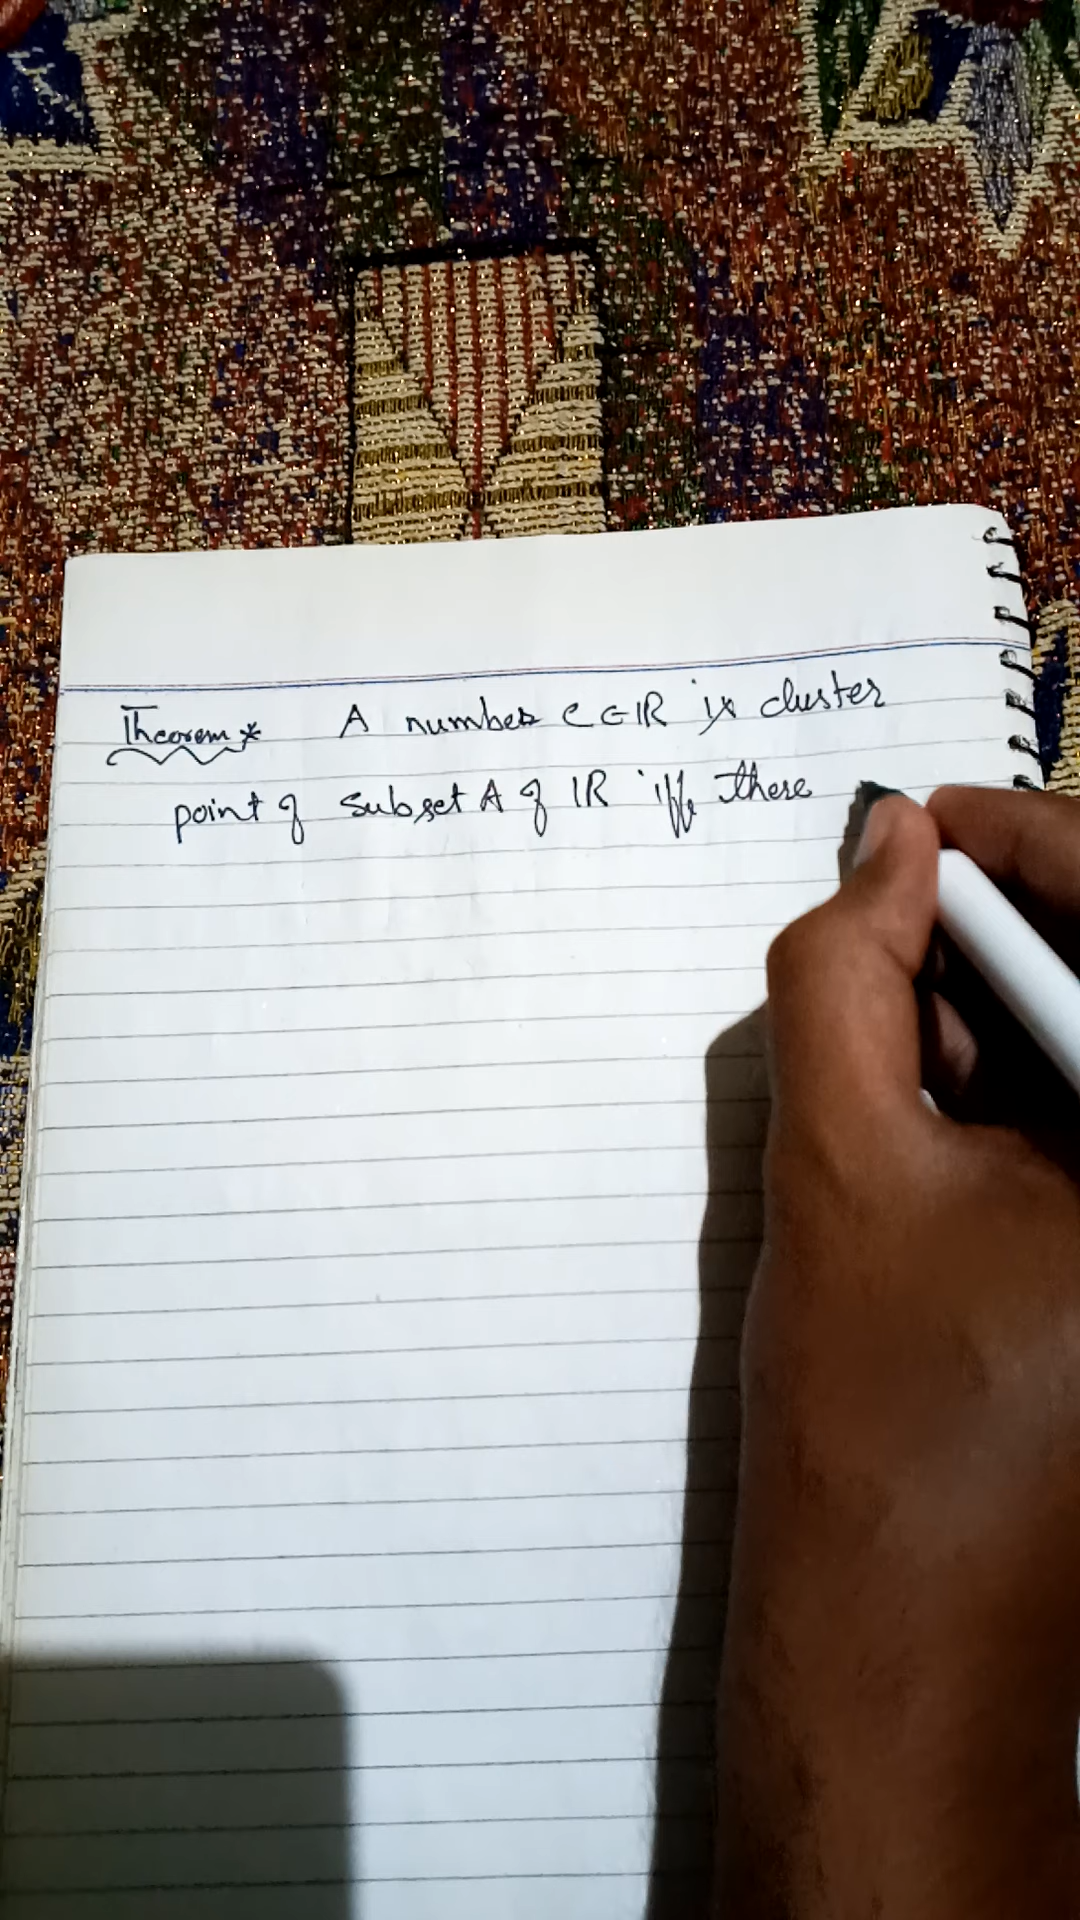 Theorem * A number c ∈ ℝ is cluster
point of subset A of ℝ iff there